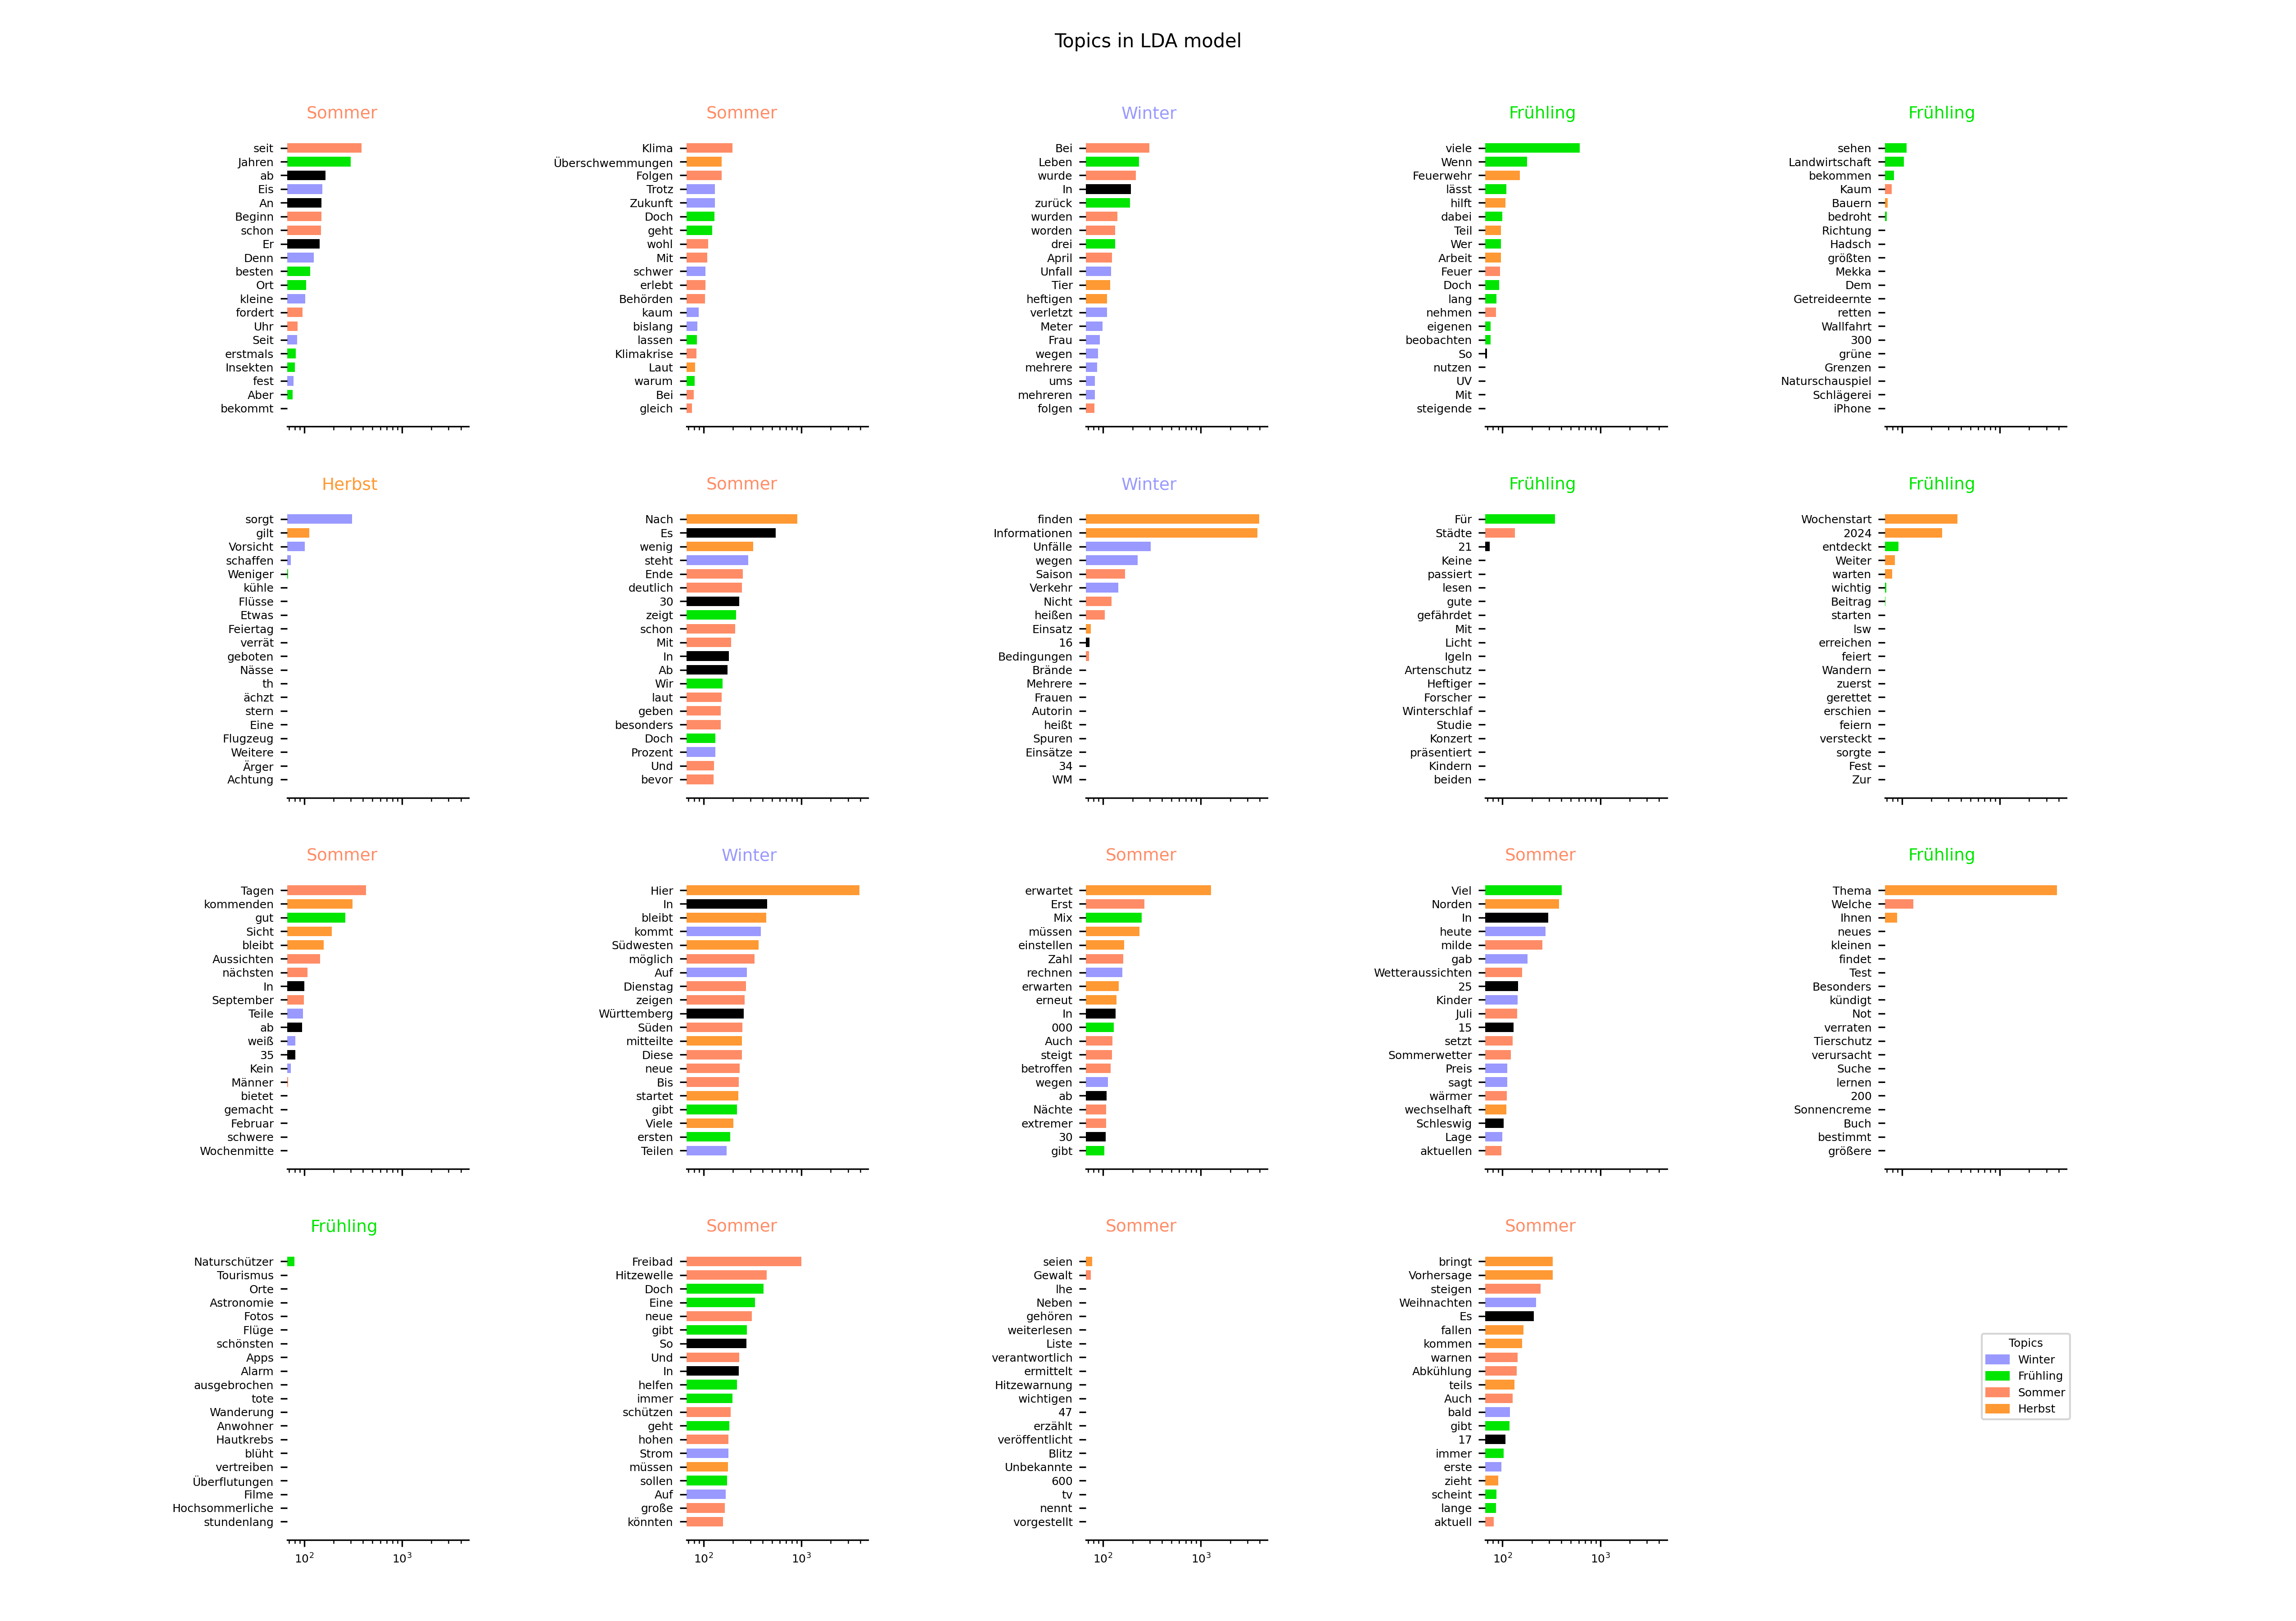 Topics in LDA model
Sommer
seit
Jahren
ab
Eis
An
Beginn
schon
Er
Denn
besten
Ort
kleine
fordert
Uhr
Seit
erstmals
Insekten
fest
Aber
bekommt
Sommer
Klima
Überschwemmungen
Folgen
Trotz
Zukunft
Doch
geht
wohl
Mit
schwer
erlebt
Behörden
kaum
bislang
lassen
Klimakrise
Laut
warum
Bei
gleich
Winter
Bei
Leben
wurde
In
zurück
wurden
worden
drei
April
Unfall
Tier
heftigen
verletzt
Meter
Frau
wegen
mehrere
ums
mehreren
folgen
Frühling
viele
Wenn
Feuerwehr
lässt
hilft
dabei
Teil
Wer
Arbeit
Feuer
Doch
lang
nehmen
eigenen
beobachten
So
nutzen
UV
Mit
steigende
Frühling
sehen
Landwirtschaft
bekommen
Kaum
Bauern
bedroht
Richtung
Hadsch
größten
Mekka
Dem
Getreideernte
retten
Wallfahrt
300
grüne
Grenzen
Naturschauspiel
Schlägerei
iPhone
Herbst
sorgt
gilt
Vorsicht
schaffen
Weniger
kühle
Flüsse
Etwas
Feiertag
verrät
geboten
Nässe
th
ächzt
stern
Eine
Flugzeug
Weitere
Ärger
Achtung
Sommer
Nach
Es
wenig
steht
Ende
deutlich
30
zeigt
schon
Mit
In
Ab
Wir
laut
geben
besonders
Doch
Prozent
Und
bevor
Winter
finden
Informationen
Unfälle
wegen
Saison
Verkehr
Nicht
heißen
Einsatz
16
Bedingungen
Brände
Mehrere
Frauen
Autorin
heißt
Spuren
Einsätze
34
WM
Frühling
Für
Städte
21
Keine
passiert
lesen
gute
gefährdet
Mit
Licht
Igeln
Artenschutz
Heftiger
Forscher
Winterschlaf
Studie
Konzert
präsentiert
Kindern
beiden
Frühling
Wochenstart
2024
entdeckt
Weiter
warten
wichtig
Beitrag
starten
lsw
erreichen
feiert
Wandern
zuerst
gerettet
erschien
feiern
versteckt
sorgte
Fest
Zur
Sommer
Tagen
kommenden
gut
Sicht
bleibt
Aussichten
nächsten
In
September
Teile
ab
weiß
35
Kein
Männer
bietet
gemacht
Februar
schwere
Wochenmitte
Winter
Hier
In
bleibt
kommt
Südwesten
möglich
Auf
Dienstag
zeigen
Württemberg
Süden
mitteilte
Diese
neue
Bis
startet
gibt
Viele
ersten
Teilen
Sommer
erwartet
Erst
Mix
müssen
einstellen
Zahl
rechnen
erwarten
erneut
In
000
Auch
steigt
betroffen
wegen
ab
Nächte
extremer
30
gibt
Sommer
Viel
Norden
In
heute
milde
gab
Wetteraussichten
25
Kinder
Juli
15
setzt
Sommerwetter
Preis
sagt
wärmer
wechselhaft
Schleswig
Lage
aktuellen
Frühling
Thema
Welche
Ihnen
neues
kleinen
findet
Test
Besonders
kündigt
Not
verraten
Tierschutz
verursacht
Suche
lernen
200
Sonnencreme
Buch
bestimmt
größere
Frühling
Naturschützer
Tourismus
Orte
Astronomie
Fotos
Flüge
schönsten
Apps
Alarm
ausgebrochen
tote
Wanderung
Anwohner
Hautkrebs
blüht
vertreiben
Überflutungen
Filme
Hochsommerliche
stundenlang
10²
10³
Sommer
Freibad
Hitzewelle
Doch
Eine
neue
gibt
So
Und
In
helfen
immer
schützen
geht
hohen
Strom
müssen
sollen
Auf
große
könnten
10²
10³
Sommer
seien
Gewalt
Ihe
Neben
gehören
weiterlesen
Liste
verantwortlich
ermittelt
Hitzewarnung
wichtigen
47
erzählt
veröffentlicht
Blitz
Unbekannte
600
tv
nennt
vorgestellt
10²
10³
Sommer
bringt
Vorhersage
steigen
Weihnachten
Es
fallen
kommen
warnen
Abkühlung
teils
Auch
bald
gibt
17
immer
erste
zieht
scheint
lange
aktuell
10²
10³
Topics
Winter
Frühling
Sommer
Herbst